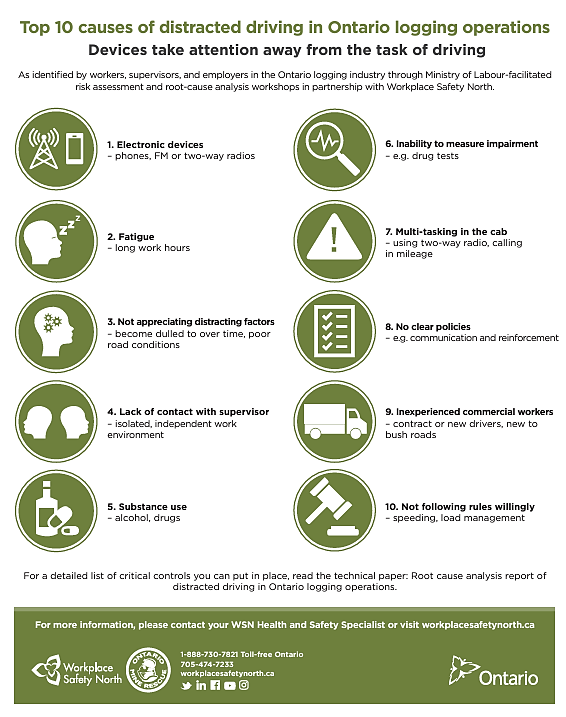 Top 10 causes of distracted driving in Ontario logging operations
Devices take attention away from the task of driving
As identified by workers, supervisors, and employers in the Ontario logging industry through Ministry of Labour-facilitated
risk assessment and root-cause analysis workshops in partnership with Workplace Safety North.
1. Electronic devices
– phones, FM or two-way radios
2. Fatigue
– long work hours
zzz
3. Not appreciating distracting factors
– become dulled to over time, poor
road conditions
4. Lack of contact with supervisor
– isolated, independent work
environment
5. Substance use
– alcohol, drugs
6. Inability to measure impairment
– e.g. drug tests
7. Multi-tasking in the cab
– using two-way radio, calling
in mileage
!
8. No clear policies
– e.g. communication and reinforcement
9. Inexperienced commercial workers
– contract or new drivers, new to
bush roads
10. Not following rules willingly
– speeding, load management
For a detailed list of critical controls you can put in place, read the technical paper: Root cause analysis report of
distracted driving in Ontario logging operations.
For more information, please contact your WSN Health and Safety Specialist or visit workplacesafetynorth.ca
Workplace
Safety North
ONTARIO
MINE RESCUE
1-888-730-7821 Toll-free Ontario
705-474-7233
workplacesafetynorth.ca
Ontario